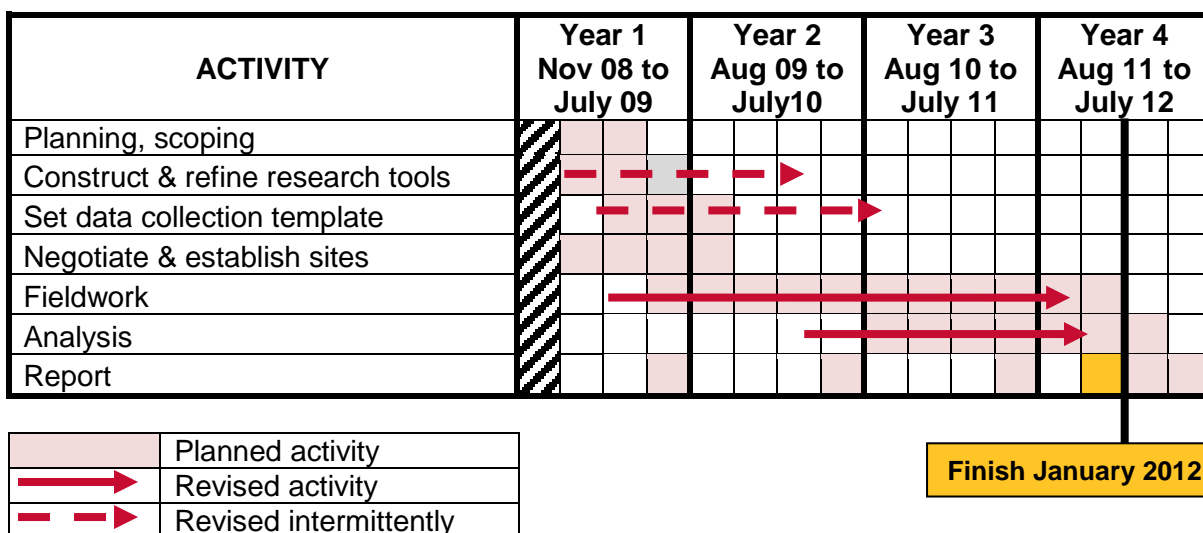 ACTIVITY
Year 1
Nov 08 to
July 09
Year 2
Aug 09 to
July10
Year 3
Aug 10 to
July 11
Year 4
Aug 11 to
July 12
Planning, scoping
Construct & refine research tools
Set data collection template
Negotiate & establish sites
Fieldwork
Analysis
Report
Planned activity
Revised activity
Revised intermittently
Finish January 2012